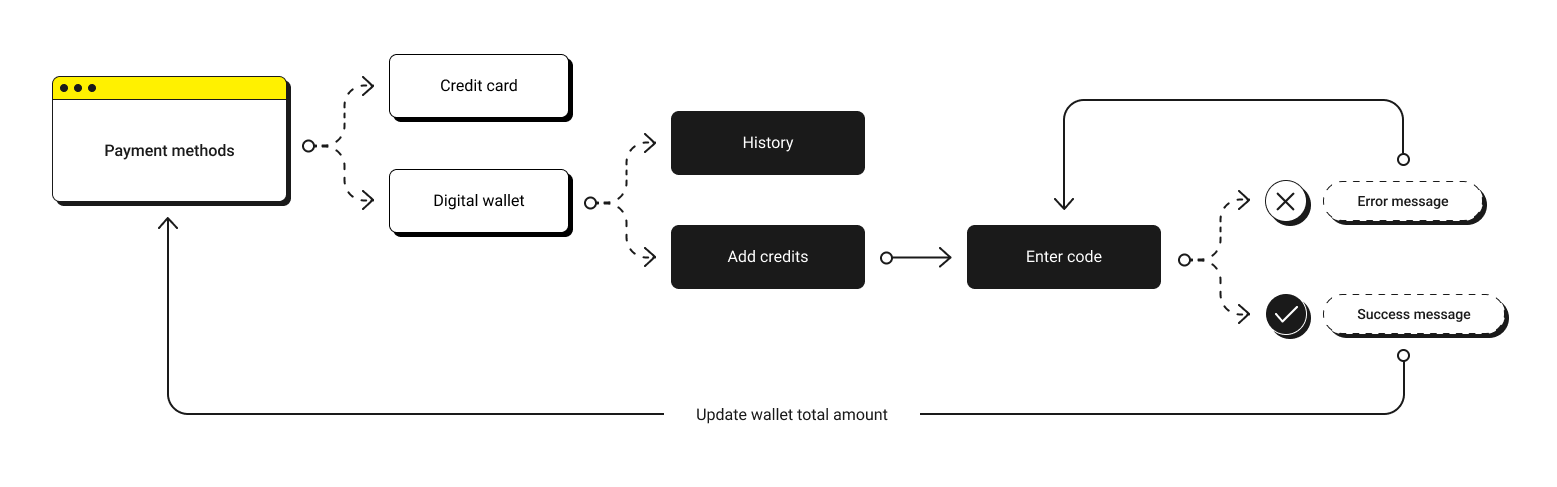 Payment methods
Credit card
Digital wallet
History
Add credits
Enter code
Error message
Success message
Update wallet total amount